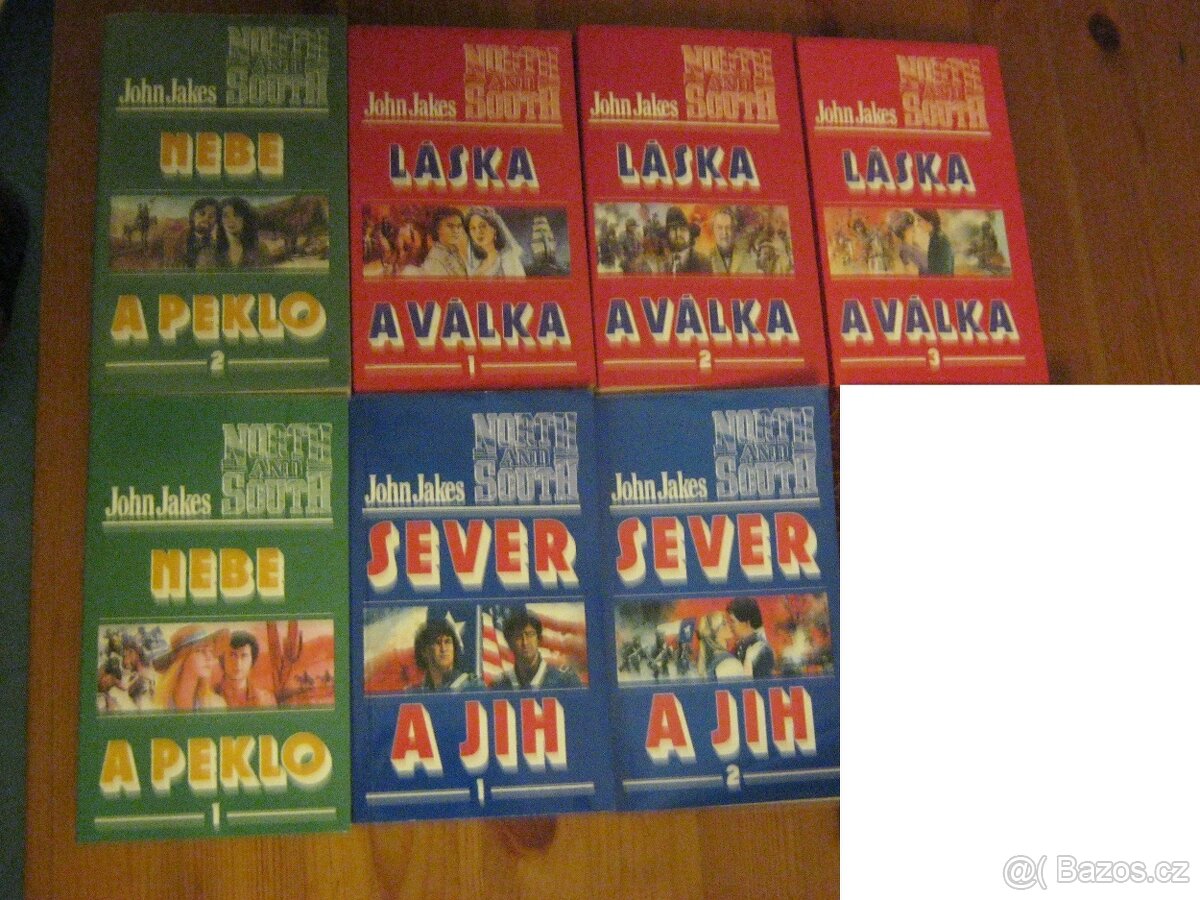 John Jakes
NORTH
AND
SOUTH
NEBE
A PEKLO
2
John Jakes
NORTH
AND
SOUTH
LÁSKA
A VÁLKA
1
John Jakes
NORTH
AND
SOUTH
LÁSKA
A VÁLKA
2
John Jakes
NORTH
AND
SOUTH
LÁSKA
A VÁLKA
3
John Jakes
NORTH
AND
SOUTH
NEBE
A PEKLO
1
John Jakes
NORTH
AND
SOUTH
SEVER
A JIH
1
John Jakes
NORTH
AND
SOUTH
SEVER
A JIH
2
@( Bazos.cz